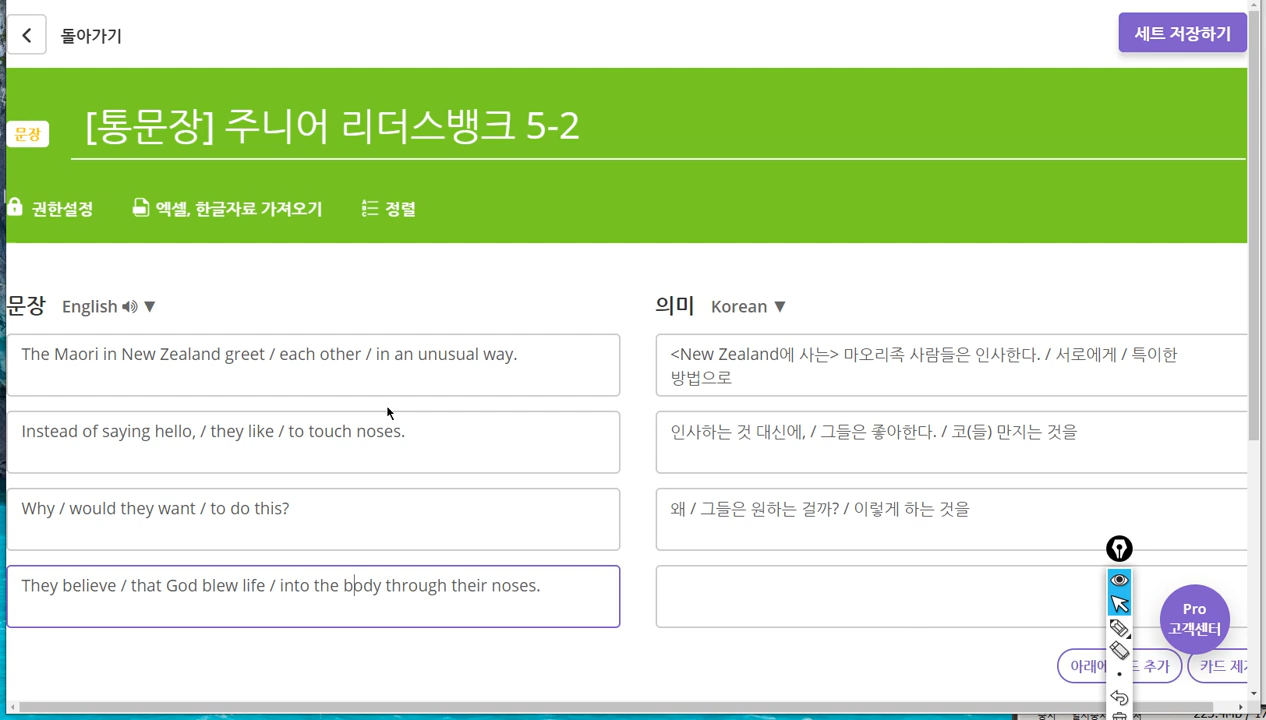 돌아가기
세트 저장하기
문장
[통문장] 주니어 리더스뱅크 5-2
권한설정
엑셀, 한글자료 가져오기
정렬
문장 English ▼
의미 Korean ▼
The Maori in New Zealand greet / each other / in an unusual way.
<New Zealand에 사는> 마오리족 사람들은 인사한다. / 서로에게 / 특이한
방법으로
Instead of saying hello, / they like / to touch noses.
인사하는 것 대신에, / 그들은 좋아한다. / 코(들) 만지는 것을
Why / would they want / to do this?
왜 / 그들은 원하는 걸까? / 이렇게 하는 것을
They believe / that God blew life / into the body through their noses.
Pro
고객센터
추가
카드